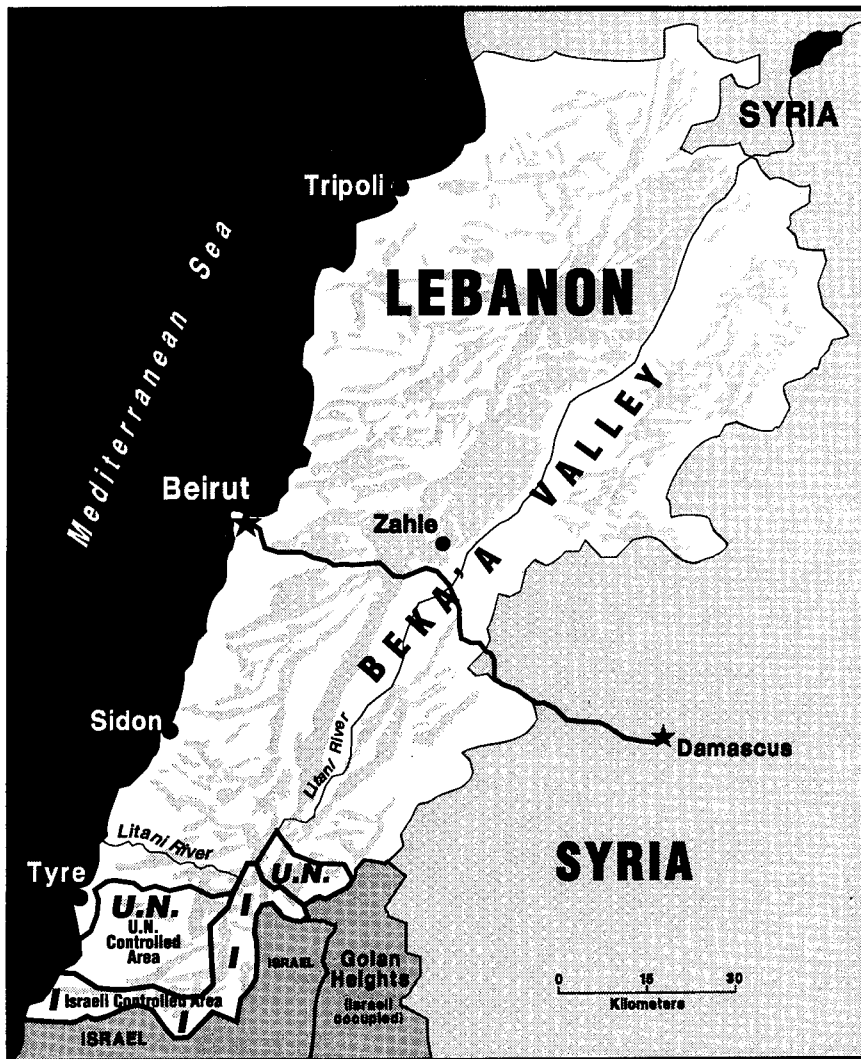 SYRIA
Tripoli
LEBANON
Mediterranean Sea
Beirut
Zahle
BEKA'A VALLEY
Sidon
Litani River
Damascus
Litani River
Tyre
U.N.
SYRIA
U.N.
U.N.
Controlled
Area
I
I
ISRAEL
Golan
Heights
(Israeli
occupied)
0 15 30
Kilometers
I Israeli Controlled Area
I
ISRAEL